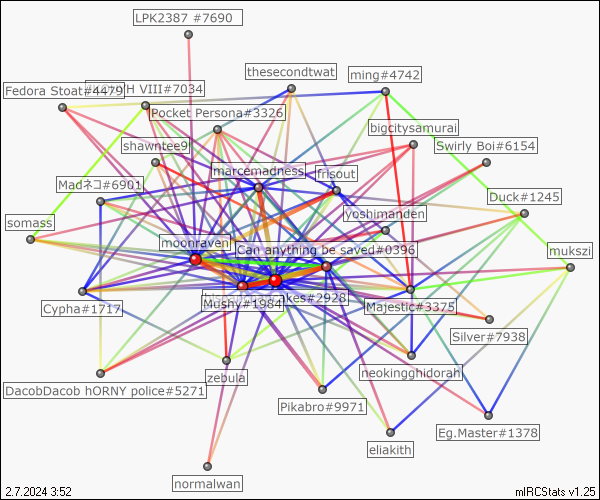 LPK2387 #7690
thesecondtwat
ming#4742
Fedora Stoat#4479
VIII#7034
Pocket Persona#3326
bigcitysamurai
shawntee9
Swirly Boi#6154
marcemadness
frisout
Madネコ#6901
Duck#1245
yoshimanden
somass
moonraven
Can anything be saved#0396
mukszi
Cypha#1717
Mushy#1984
kes#2928
Majestic#3375
Silver#7938
zebula
neokingghidorah
DacobDacob hORNY police#5271
Pikabro#9971
eliakith
Eg.Master#1378
normalwan
2.7.2024 3:52
mIRCStats v1.25